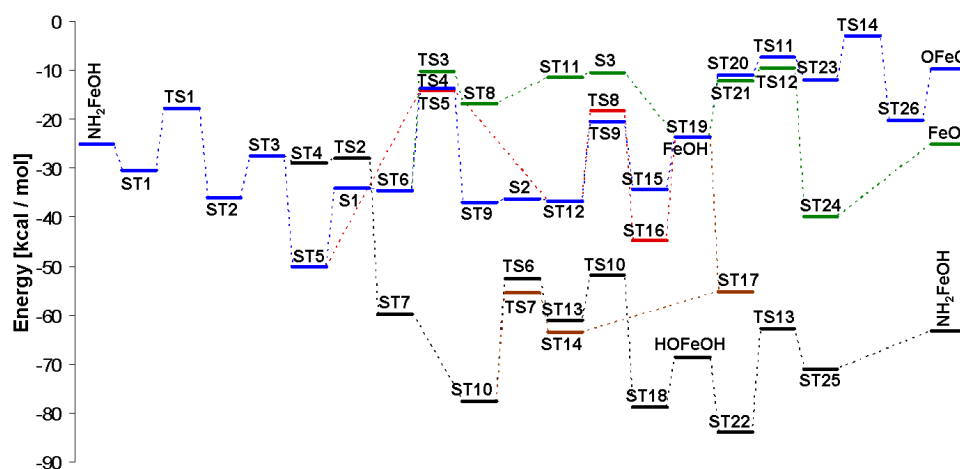 Energy [kcal / mol]
0
-10
-20
-30
-40
-50
-60
-70
-80
-90
NH₂FeOH
ST1
TS1
ST2
ST3
ST4
TS2
S1
ST5
ST6
ST7
TS3
TS4
TS5
ST8
ST9
ST10
S2
ST11
S3
ST12
TS6
TS7
ST13
ST14
TS8
TS9
TS10
ST15
ST16
ST18
ST19
FeOH
HOFeOH
ST20
ST21
ST17
ST22
TS11
TS12
TS13
ST23
ST24
ST25
TS14
ST26
OFeO
FeO
NH₂FeOH